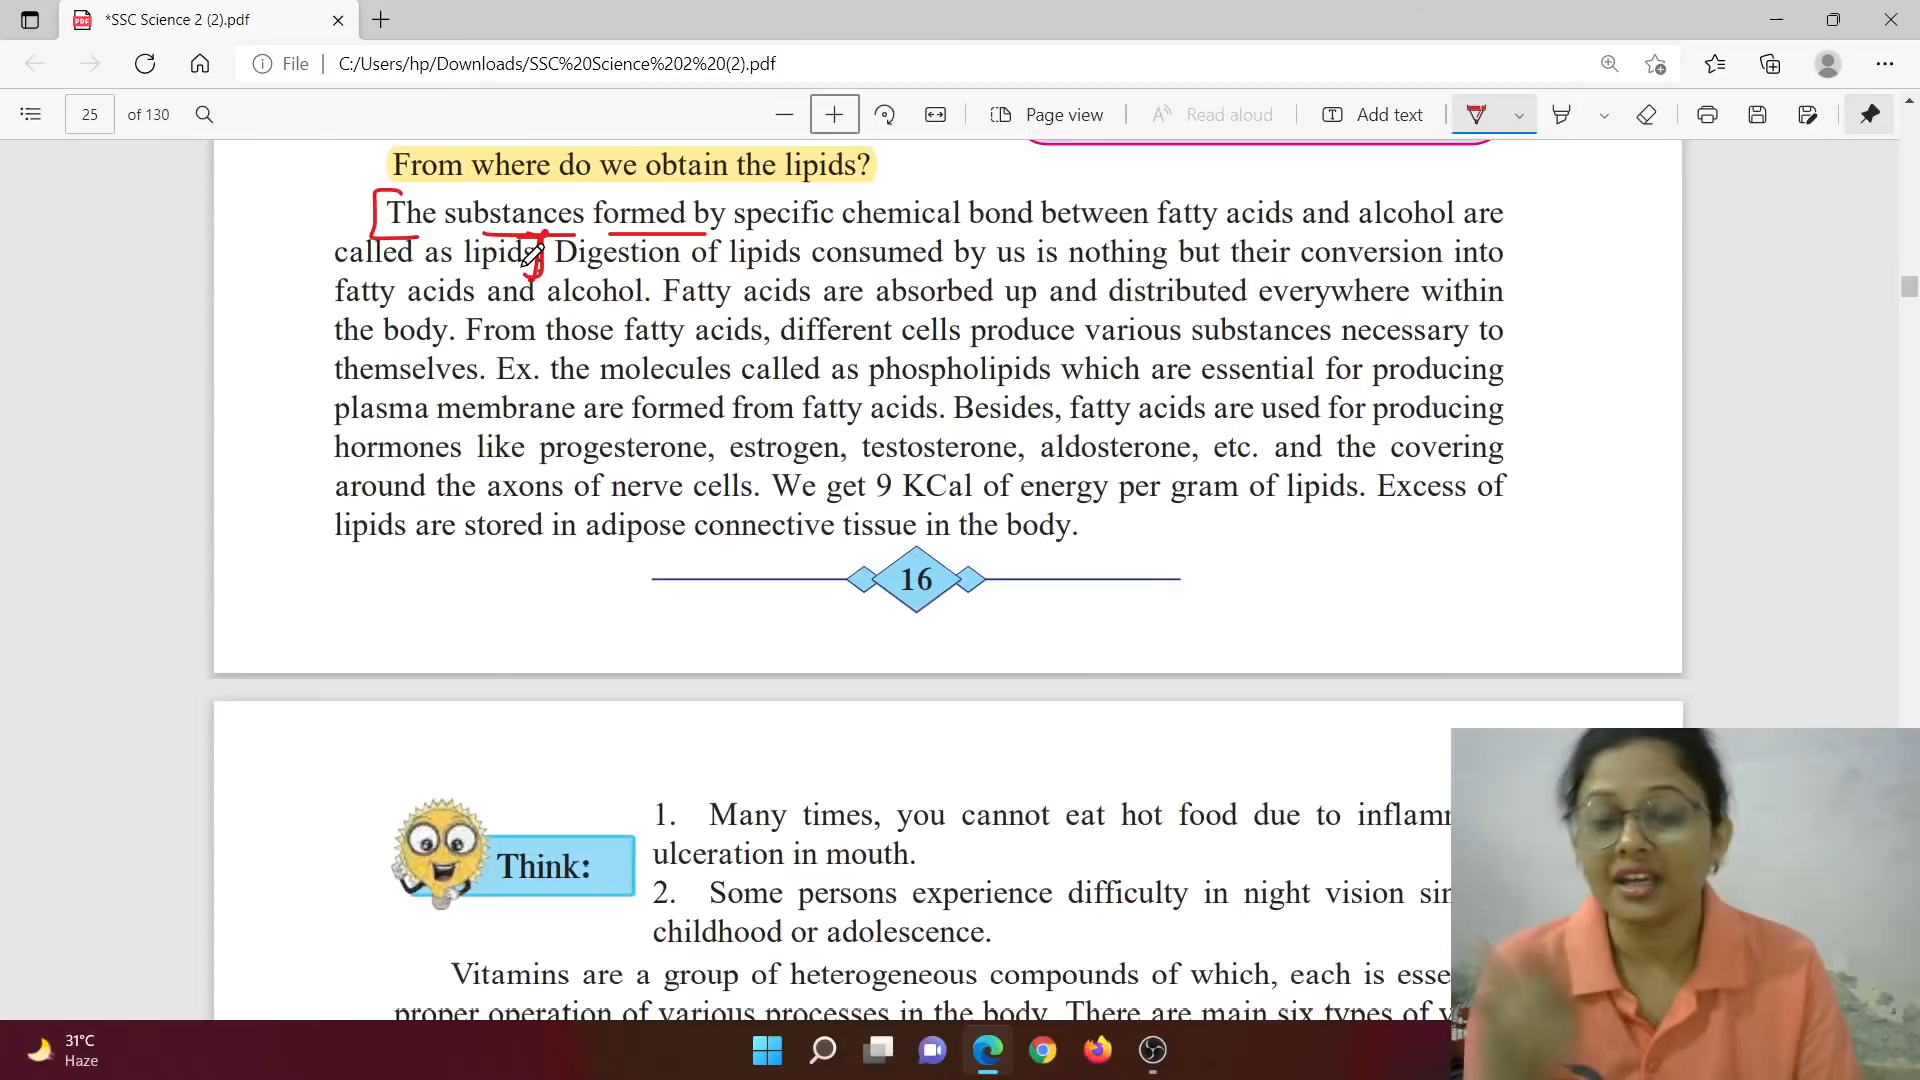 *SSC Science 2 (2).pdf
File
C:/Users/hp/Downloads/SSC%20Science%202%20(2).pdf
25 of 130
Page view
Read aloud
Add text
From where do we obtain the lipids?
The substances formed by specific chemical bond between fatty acids and alcohol are
called as lipids. Digestion of lipids consumed by us is nothing but their conversion into
fatty acids and alcohol. Fatty acids are absorbed up and distributed everywhere within
the body. From those fatty acids, different cells produce various substances necessary to
themselves. Ex. the molecules called as phospholipids which are essential for producing
plasma membrane are formed from fatty acids. Besides, fatty acids are used for producing
hormones like progesterone, estrogen, testosterone, aldosterone, etc. and the covering
around the axons of nerve cells. We get 9 KCal of energy per gram of lipids. Excess of
lipids are stored in adipose connective tissue in the body.
16
Think:
1. Many times, you cannot eat hot food due to inflamm
ulceration in mouth.
2. Some persons experience difficulty in night vision sin
childhood or adolescence.
Vitamins are a group of heterogeneous compounds of which, each is esse
proper operation of various processes in the body. There are main six types of v
31°C
Haze